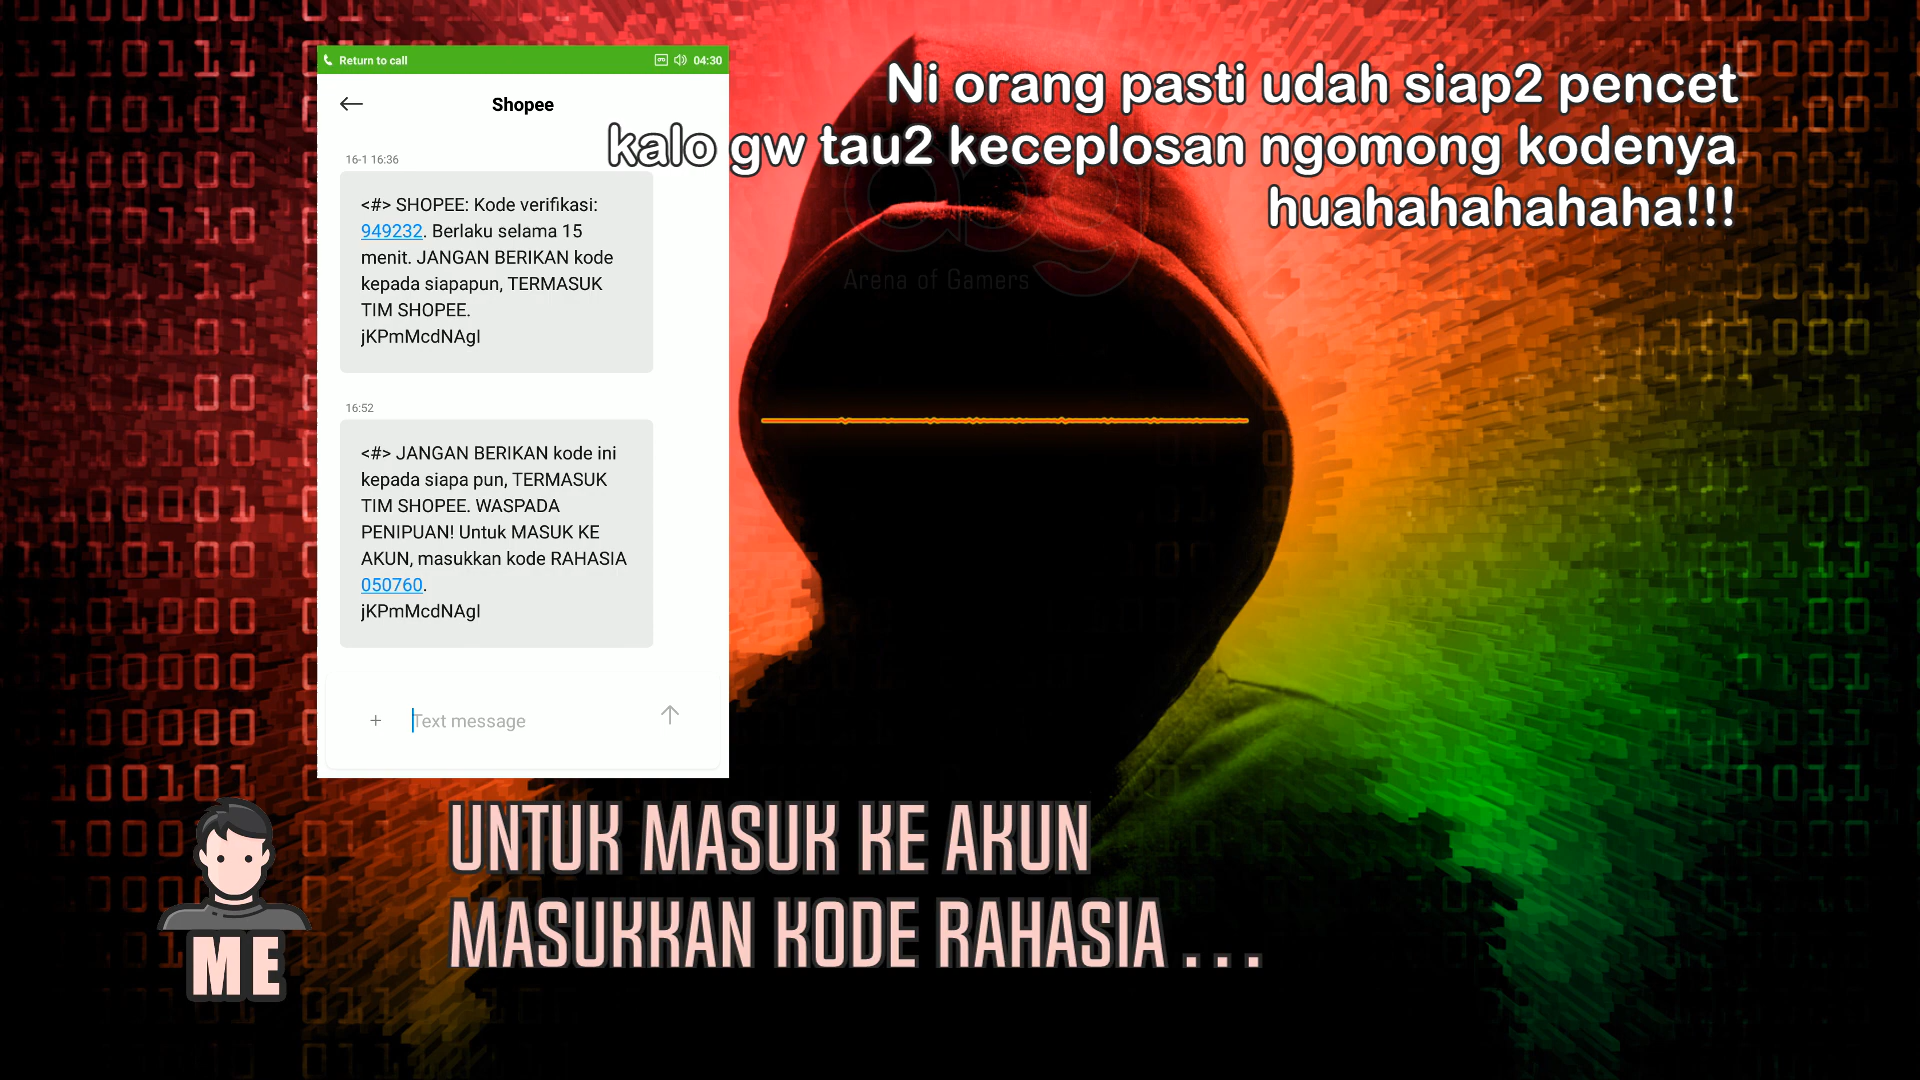 Return to call
04:30
Shopee
16-1 16:36
<#> SHOPEE: Kode verifikasi:
949232. Berlaku selama 15
menit. JANGAN BERIKAN kode
kepada siapapun, TERMASUK
TIM SHOPEE.
jKPmMcdNAgI
16:52
<#> JANGAN BERIKAN kode ini
kepada siapa pun, TERMASUK
TIM SHOPEE. WASPADA
PENIPUAN! Untuk MASUK KE
AKUN, masukkan kode RAHASIA
050760.
jKPmMcdNAgI
Text message
Ni orang pasti udah siap2 pencet
kalo gw tau2 keceplosan ngomong kodenya
huahahahahaha!!!
aog
Arena of Gamers
UNTUK MASUK KE AKUN
MASUKKAN KODE RAHASIA . . .
ME